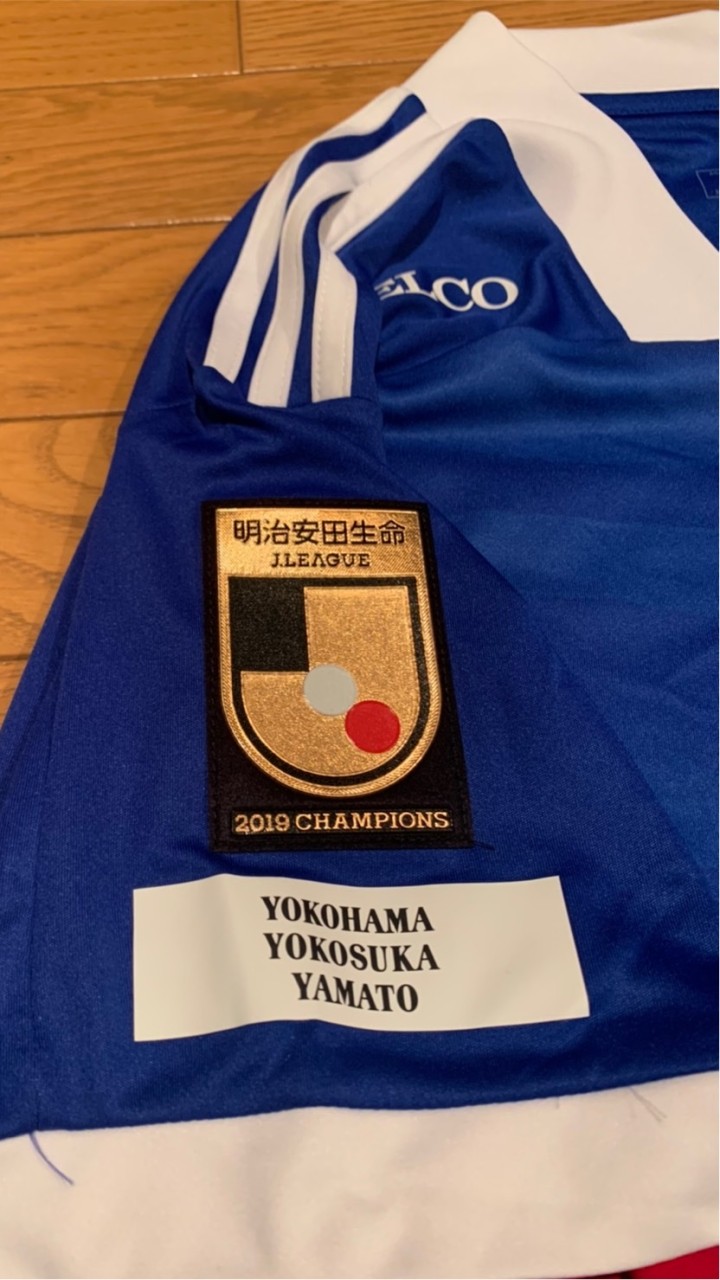 ELCO
明治安田生命
J.LEAGUE
2019 CHAMPIONS
YOKOHAMA
YOKOSUKA
YAMATO